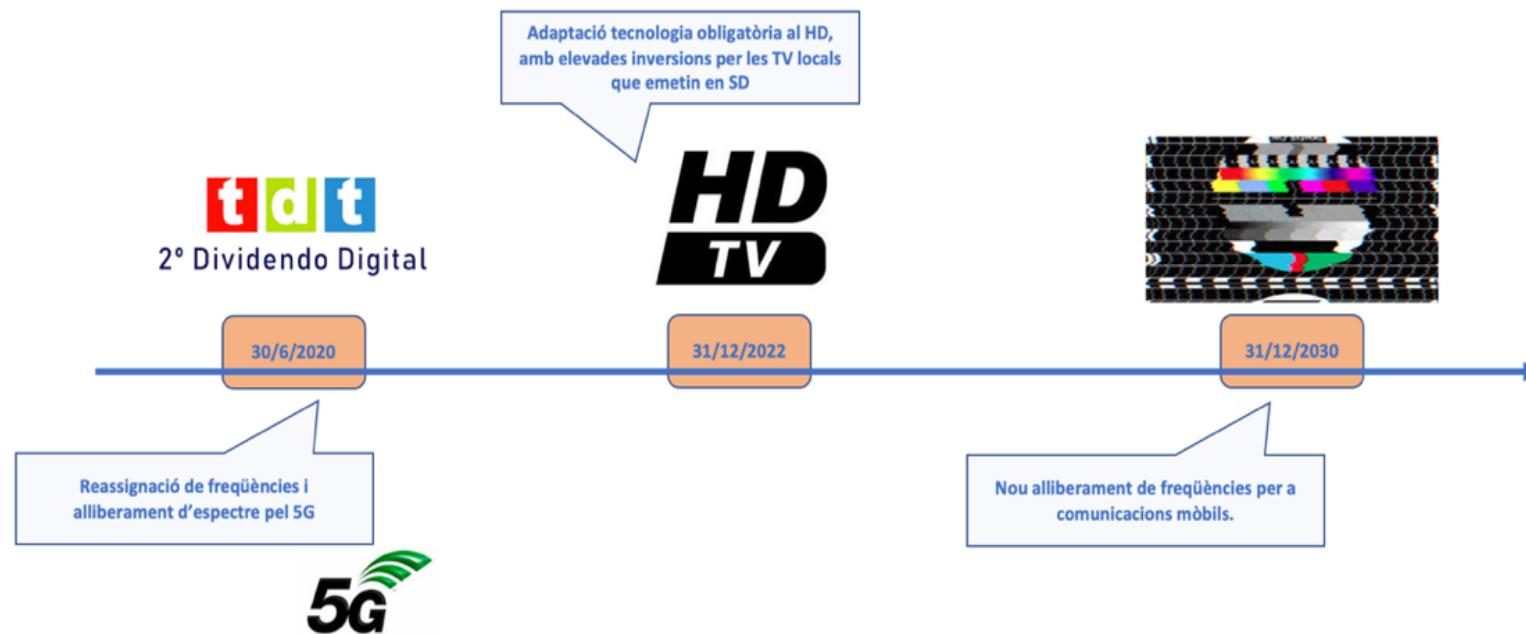 Adaptació tecnologia obligatòria al HD,
amb elevades inversions per les TV locals
que emetin en SD
tdt
2º Dividendo Digital
HD
TV
30/6/2020
31/12/2022
31/12/2030
Reassignació de freqüències i
alliberament d’espectre pel 5G
Nou alliberament de freqüències per a
comunicacions mòbils.
5G